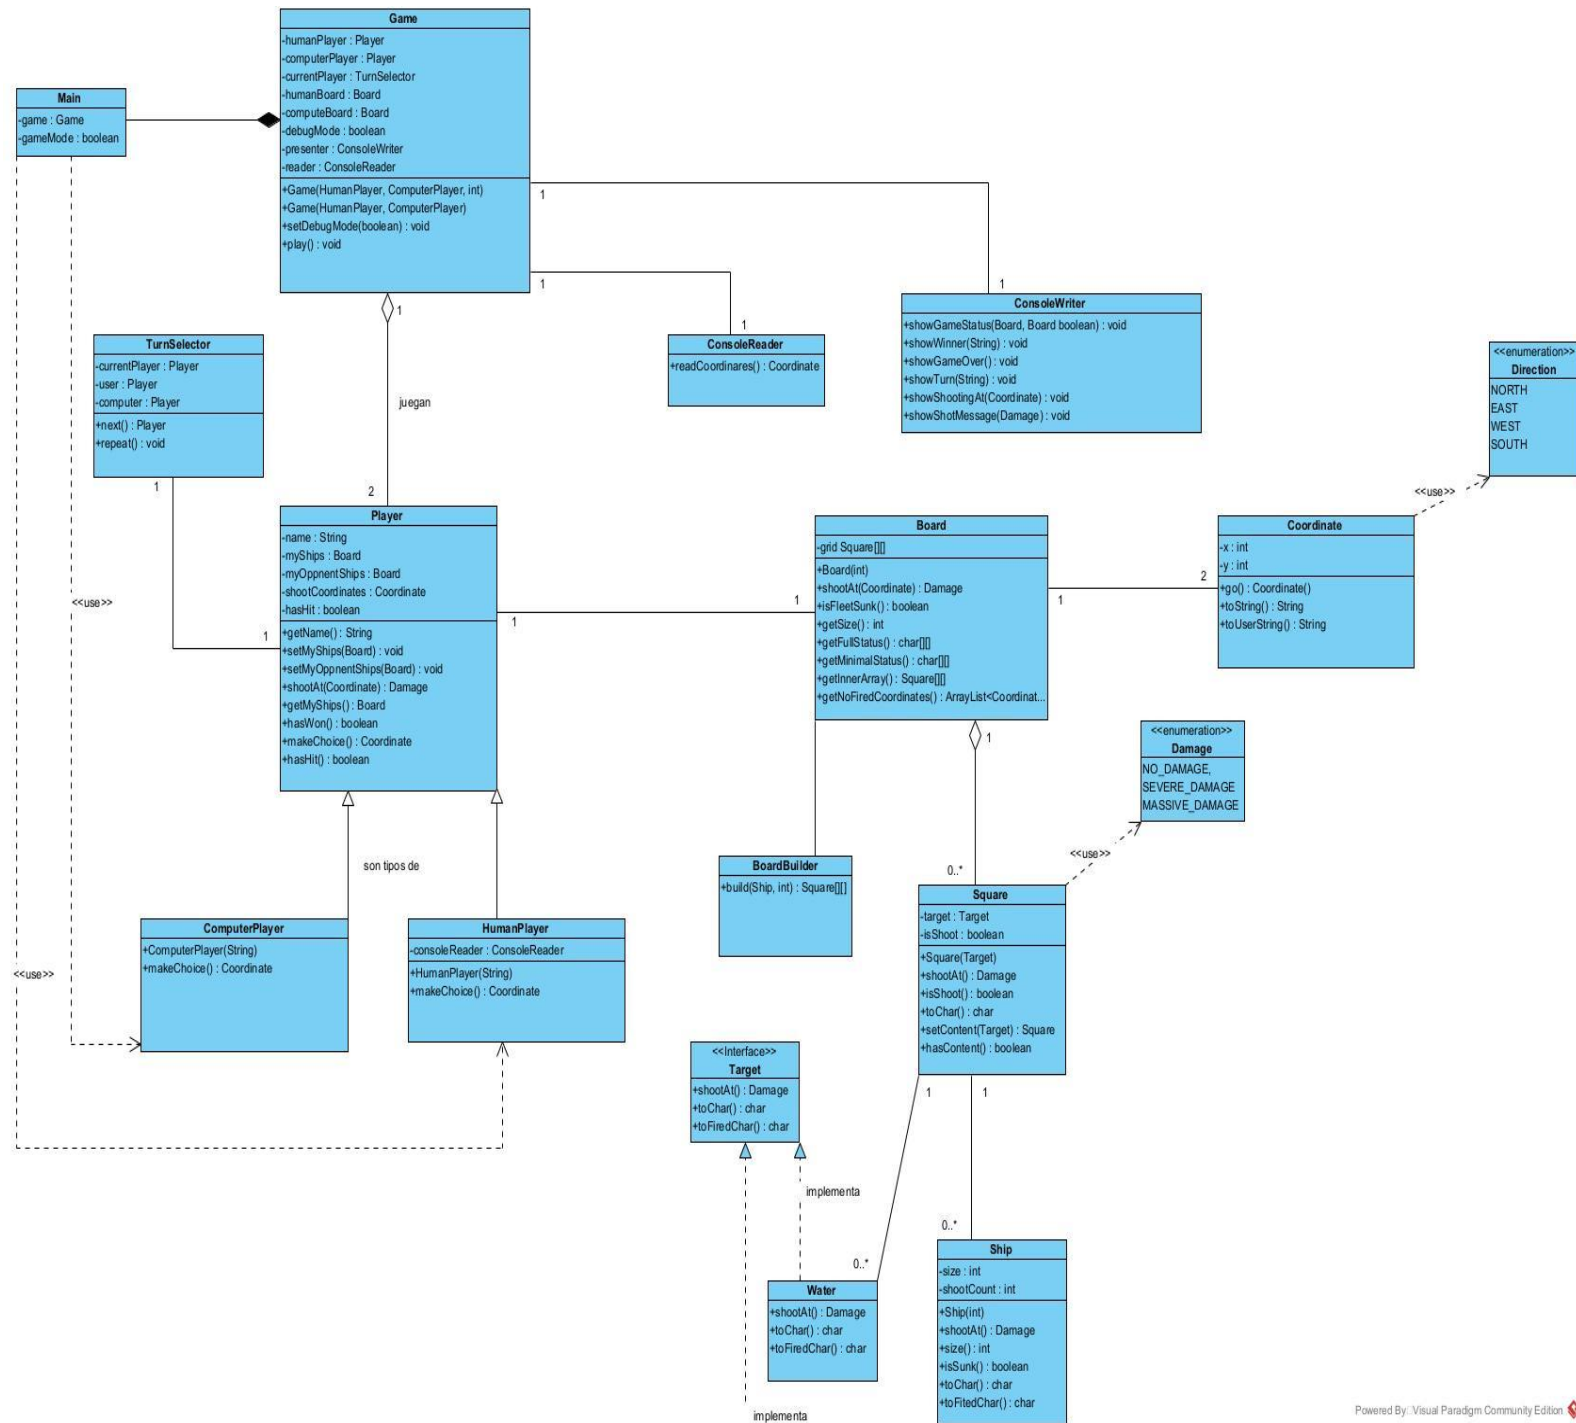 Game
-humanPlayer : Player
-computerPlayer : Player
-currentPlayer : TurnSelector
-humanBoard : Board
-computeBoard : Board
-debugMode : boolean
-presenter : ConsoleWriter
-reader : ConsoleReader
+Game(HumanPlayer, ComputerPlayer, int)
+Game(HumanPlayer, ComputerPlayer)
+setDebugMode(boolean) : void
+play() : void
Main
-game : Game
-gameMode : boolean
1
1
1
1
1
ConsoleWriter
+showGameStatus(Board, Board boolean) : void
+showWinner(String) : void
+showGameOver() : void
+showTurn(String) : void
+showShootingAt(Coordinate) : void
+showShotMessage(Damage) : void
ConsoleReader
+readCoordinares() : Coordinate
TurnSelector
-currentPlayer : Player
-user : Player
-computer : Player
+next() : Player
+repeat() : void
<<enumeration>>
Direction
NORTH
EAST
WEST
SOUTH
juegan
1
2
<<use>>
Player
-name : String
-myShips : Board
-myOppnentShips : Board
-shootCoordinates : Coordinate
-hasHit : boolean
+getName() : String
+setMyShips(Board) : void
+setMyOppnentShips(Board) : void
+shootAt(Coordinate) : Damage
+getMyShips() : Board
+hasWon() : boolean
+makeChoice() : Coordinate
+hasHit() : boolean
<<use>>
1
1
1
Board
-grid Square[][]
+Board(int)
+shootAt(Coordinate) : Damage
+isFleetSunk() : boolean
+getSize() : int
+getFullStatus() : char[][]
+getMinimalStatus() : char[][]
+getInnerArray() : Square[][]
+getNoFiredCoordinates() : ArrayList<Coordinat...
2
1
Coordinate
-x : int
-y : int
+go() : Coordinate()
+toString() : String
+toUserString() : String
1
<<enumeration>>
Damage
NO_DAMAGE,
SEVERE_DAMAGE
MASSIVE_DAMAGE
<<use>>
0..*
son tipos de
BoardBuilder
+build(Ship, int) : Square[][]
Square
-target : Target
-isShoot : boolean
+Square(Target)
+shootAt() : Damage
+isShoot() : boolean
+toChar() : char
+setContent(Target) : Square
+hasContent() : boolean
ComputerPlayer
+ComputerPlayer(String)
+makeChoice() : Coordinate
HumanPlayer
-consoleReader : ConsoleReader
+HumanPlayer(String)
+makeChoice() : Coordinate
<<use>>
<<Interface>>
Target
+shootAt() : Damage
+toChar() : char
+toFiredChar() : char
1
1
implementa
0..*
0..*
Water
+shootAt() : Damage
+toChar() : char
+toFiredChar() : char
Ship
-size : int
-shootCount : int
+Ship(int)
+shootAt() : Damage
+size() : int
+isSunk() : boolean
+toChar() : char
+toFitedChar() : char
implementa
Powered By Visual Paradigm Community Edition